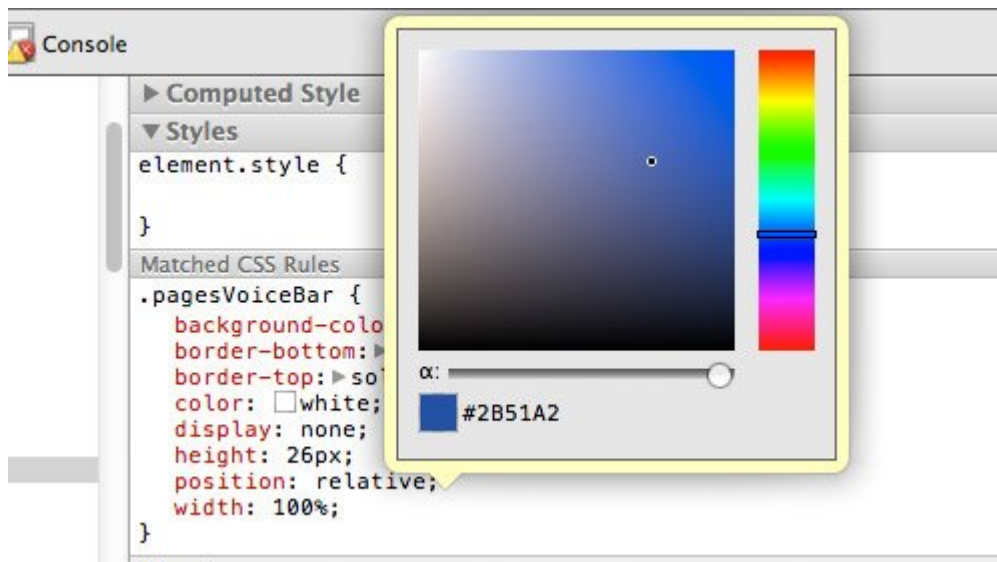 Console
▶ Computed Style
▼ Styles
element.style {
}
Matched CSS Rules
.pagesVoiceBar {
background-colo
border-bottom: ▶
border-top: ▶ sol
color: white;
display: none;
height: 26px;
position: relative;
width: 100%;
}
α:
#2B51A2